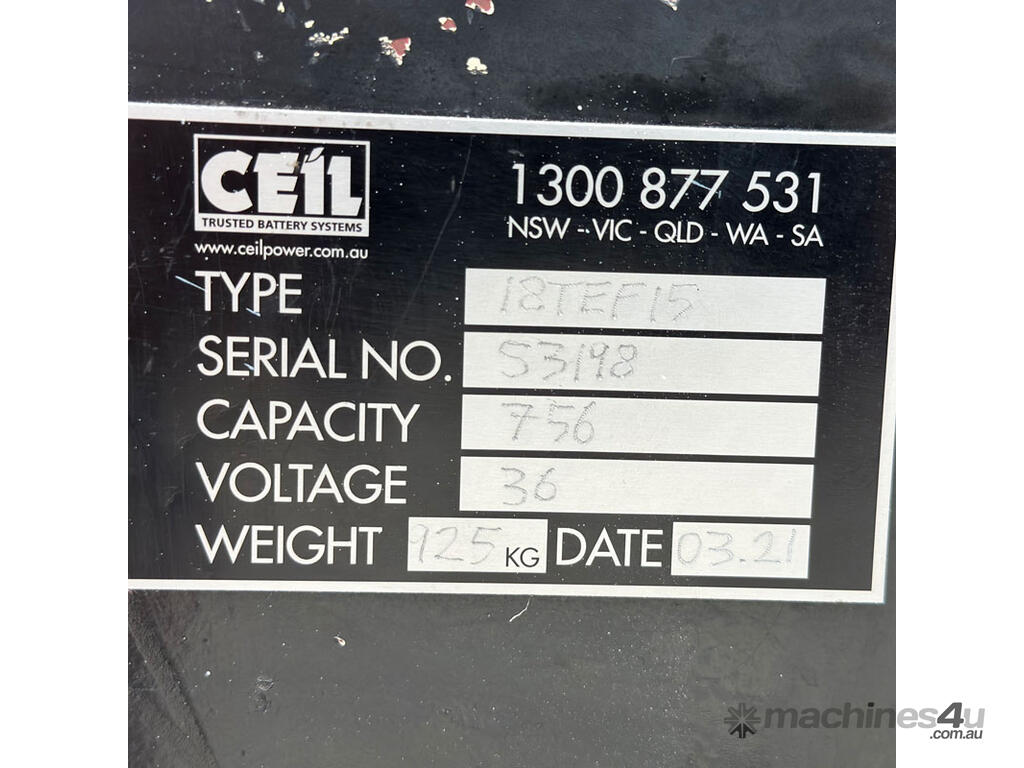 CEIL
TRUSTED BATTERY SYSTEMS
www.ceilpower.com.au
1300 877 531
NSW - VIC - QLD - WA - SA
TYPE 18TEF15
SERIAL NO. 53198
CAPACITY 756
VOLTAGE 36
WEIGHT 925 KG DATE 03.21
machines4u
.com.au